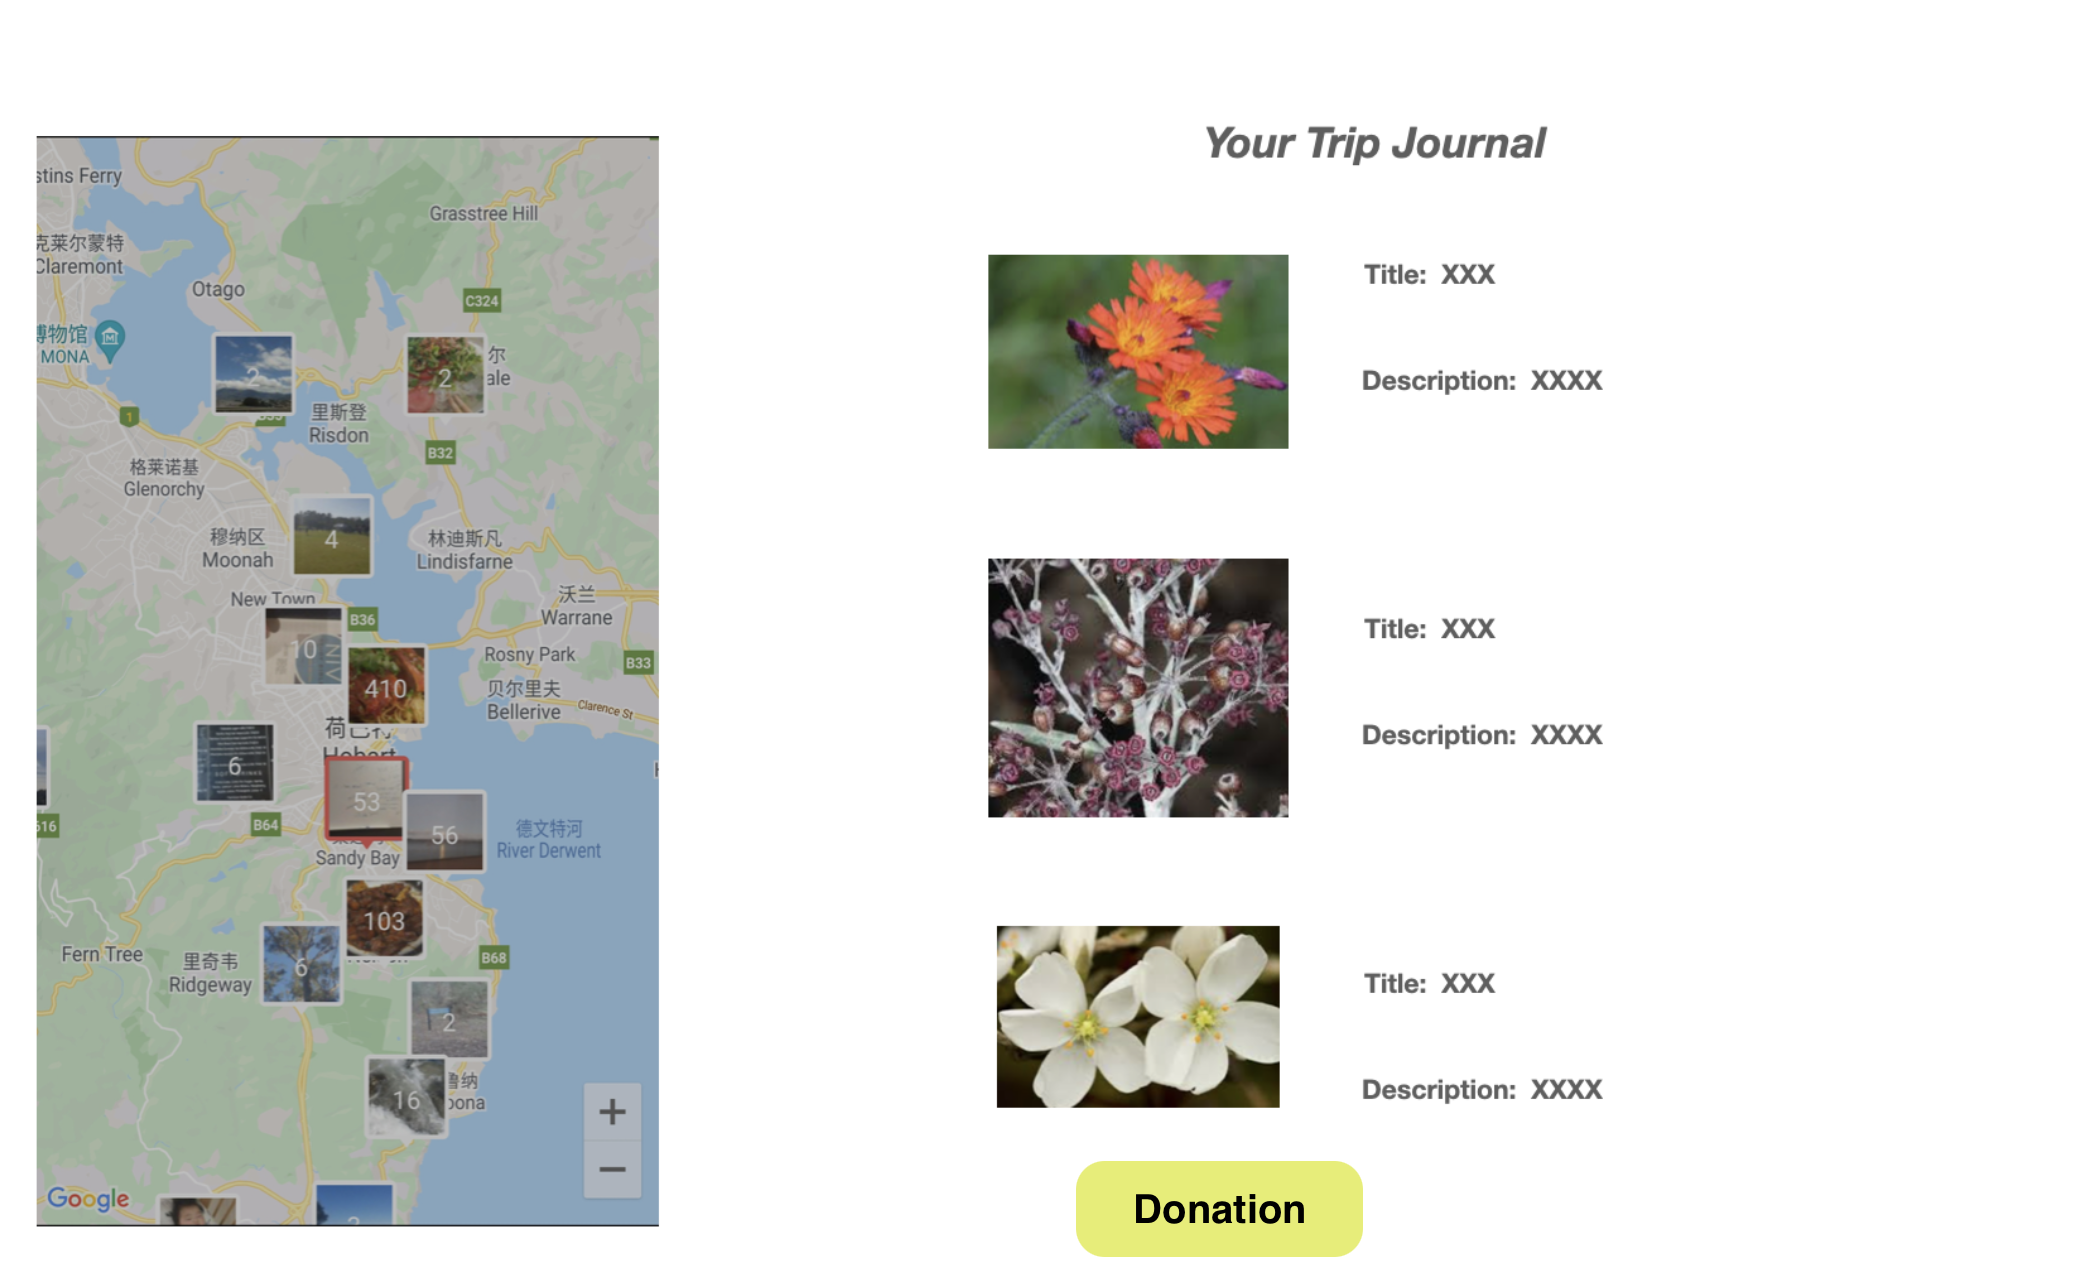 Your Trip Journal
stins Ferry
Grasstree Hill
克莱尔蒙特
Claremont
Otago
C324
博物馆
MONA
2
2
尔
ale
1
里斯登
Risdon
B32
格莱诺基
Glenorchy
4
穆纳区
Moonah
林迪斯凡
Lindisfarne
New Town
沃兰
Warrane
B36
10
Rosny Park
B33
410
贝尔里夫
Bellerive
Clarence St
Hobart
6
53
56
616
B64
德文特河
River Derwent
Sandy Bay
103
Fern Tree
里奇韦
Ridgeway
6
B68
2
16
鲁纳
oona
+
−
Google
Title: XXX
Description: XXXX
Title: XXX
Description: XXXX
Title: XXX
Description: XXXX
Donation